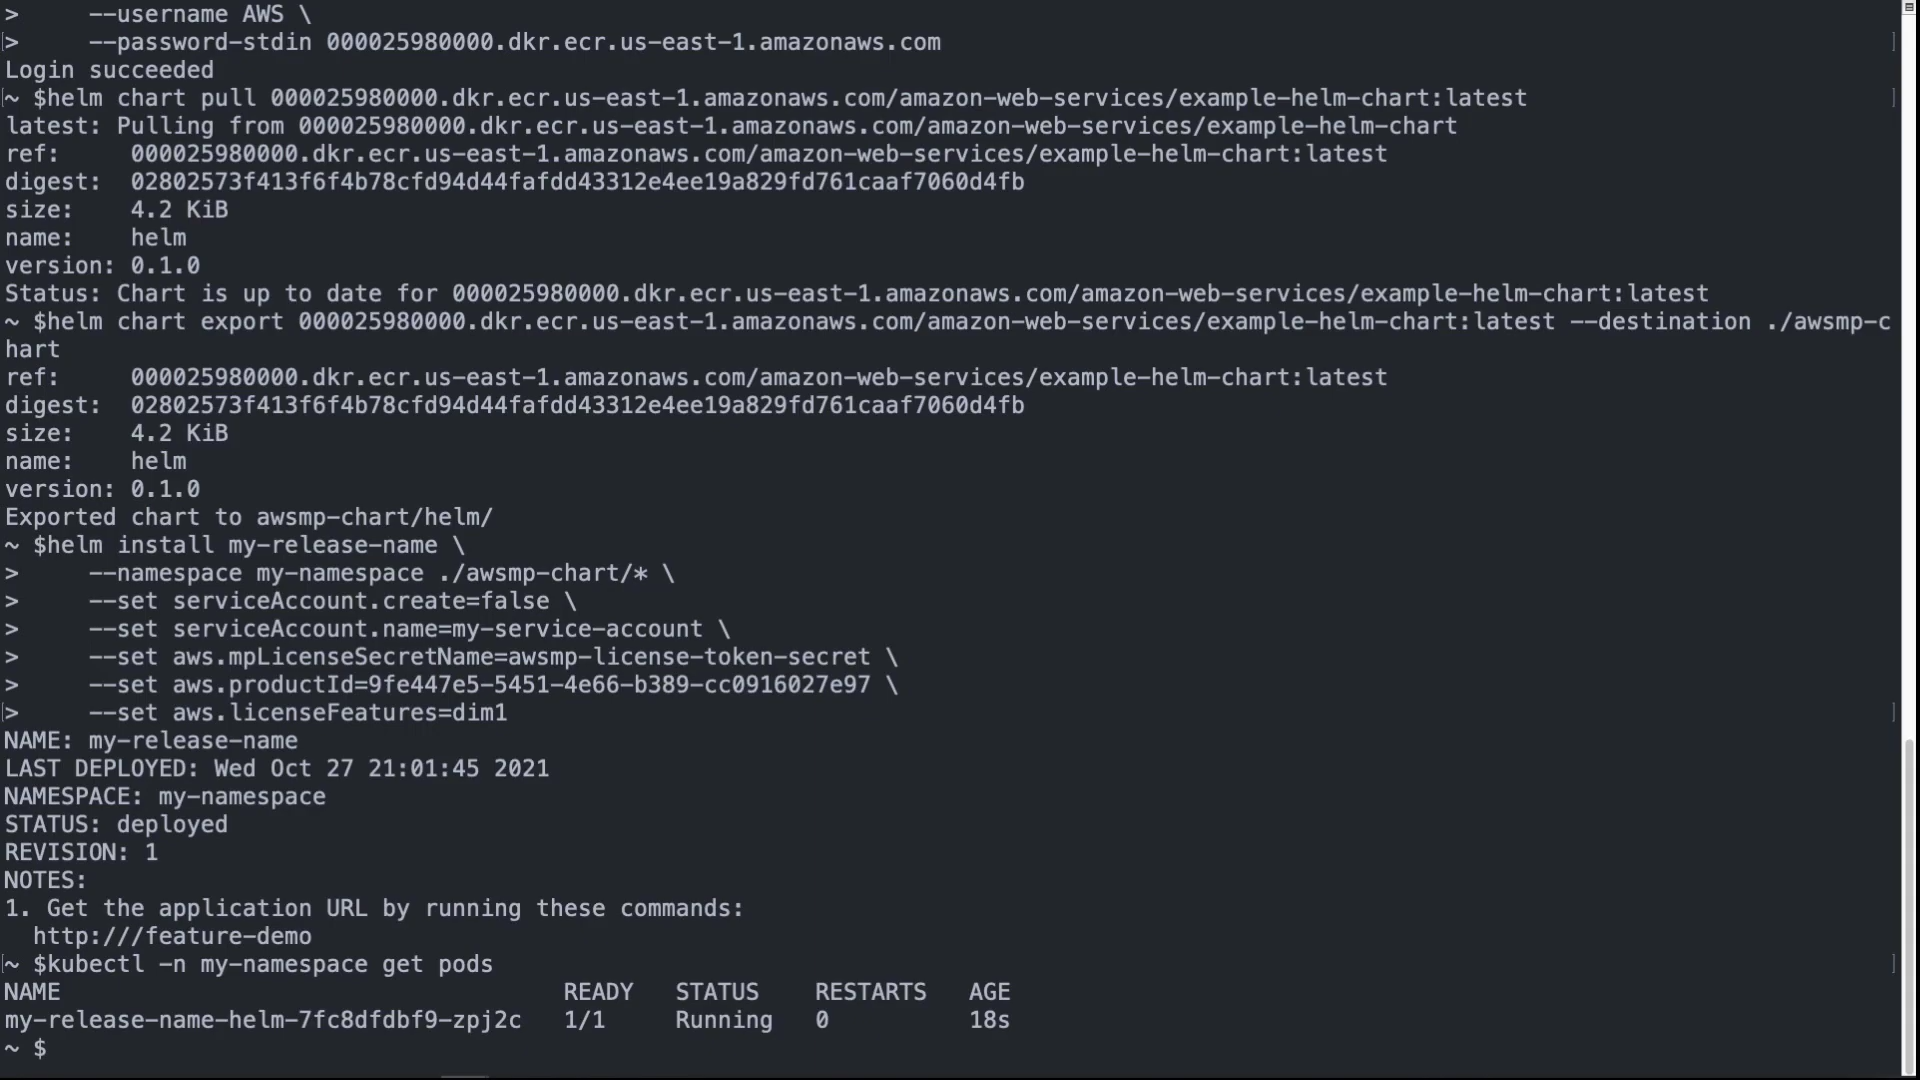 >     --username AWS \
>     --password-stdin 000025980000.dkr.ecr.us-east-1.amazonaws.com
Login succeeded
~ $helm chart pull 000025980000.dkr.ecr.us-east-1.amazonaws.com/amazon-web-services/example-helm-chart:latest
latest: Pulling from 000025980000.dkr.ecr.us-east-1.amazonaws.com/amazon-web-services/example-helm-chart
ref:     000025980000.dkr.ecr.us-east-1.amazonaws.com/amazon-web-services/example-helm-chart:latest
digest:  02802573f413f6f4b78cfd94d44fafdd43312e4ee19a829fd761caaf7060d4fb
size:    4.2 KiB
name:    helm
version: 0.1.0
Status: Chart is up to date for 000025980000.dkr.ecr.us-east-1.amazonaws.com/amazon-web-services/example-helm-chart:latest
~ $helm chart export 000025980000.dkr.ecr.us-east-1.amazonaws.com/amazon-web-services/example-helm-chart:latest --destination ./awsmp-c
hart
ref:     000025980000.dkr.ecr.us-east-1.amazonaws.com/amazon-web-services/example-helm-chart:latest
digest:  02802573f413f6f4b78cfd94d44fafdd43312e4ee19a829fd761caaf7060d4fb
size:    4.2 KiB
name:    helm
version: 0.1.0
Exported chart to awsmp-chart/helm/
~ $helm install my-release-name \
>     --namespace my-namespace ./awsmp-chart/* \
>     --set serviceAccount.create=false \
>     --set serviceAccount.name=my-service-account \
>     --set aws.mpLicenseSecretName=awsmp-license-token-secret \
>     --set aws.productId=9fe447e5-5451-4e66-b389-cc0916027e97 \
>     --set aws.licenseFeatures=dim1
NAME: my-release-name
LAST DEPLOYED: Wed Oct 27 21:01:45 2021
NAMESPACE: my-namespace
STATUS: deployed
REVISION: 1
NOTES:
1. Get the application URL by running these commands:
  http:///feature-demo
~ $kubectl -n my-namespace get pods
NAME                                    READY   STATUS    RESTARTS   AGE
my-release-name-helm-7fc8dfdbf9-zpj2c   1/1     Running   0          18s
~ $